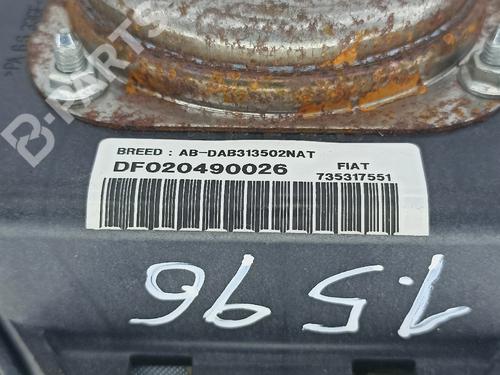 B-PARTS
BREED : AB-DAB313502NAT
DF020490026
FIAT
735317551
1596